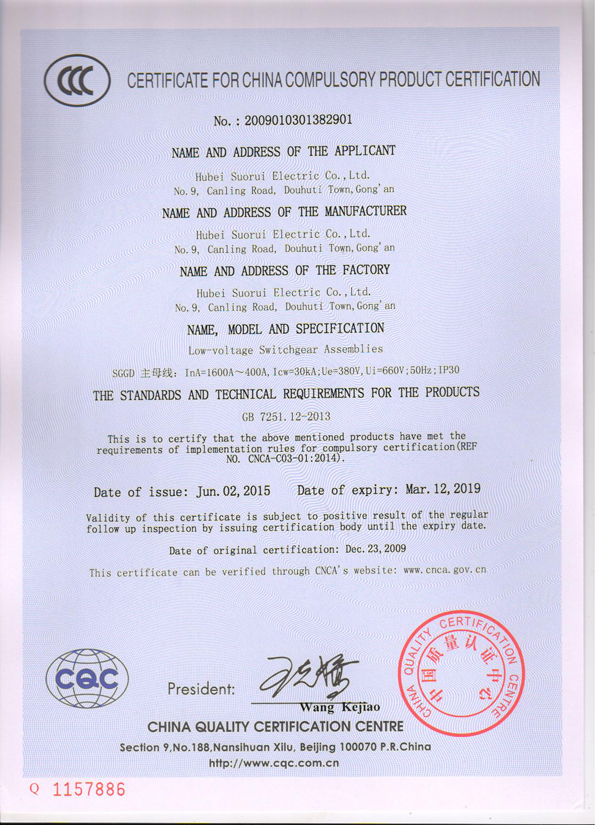 CCC
CERTIFICATE FOR CHINA COMPULSORY PRODUCT CERTIFICATION
No.: 2009010301382901
NAME AND ADDRESS OF THE APPLICANT
Hubei Suorui Electric Co.,Ltd.
No.9, Canling Road, Douhuti Town,Gong'an
NAME AND ADDRESS OF THE MANUFACTURER
Hubei Suorui Electric Co.,Ltd.
No.9, Canling Road, Douhuti Town,Gong'an
NAME AND ADDRESS OF THE FACTORY
Hubei Suorui Electric Co.,Ltd.
No.9, Canling Road, Douhuti Town,Gong'an
NAME, MODEL AND SPECIFICATION
Low-voltage Switchgear Assemblies
SGGD 主母线: InA=1600A～400A,Icw=30kA;Ue=380V,Ui=660V;50Hz;IP30
THE STANDARDS AND TECHNICAL REQUIREMENTS FOR THE PRODUCTS
GB 7251.12-2013
This is to certify that the above mentioned products have met the
requirements of implementation rules for compulsory certification(REF
NO. CNCA-C03-01:2014).
Date of issue: Jun.02,2015 Date of expiry: Mar.12,2019
Validity of this certificate is subject to positive result of the regular
follow up inspection by issuing certification body until the expiry date.
Date of original certification: Dec.23,2009
This certificate can be verified through CNCA's website: www.cnca.gov.cn
CHINA QUALITY CERTIFICATION CENTRE
中国质量认证中心
CQC
President:
Wang Kejiao
CHINA QUALITY CERTIFICATION CENTRE
Section 9,No.188,Nansihuan Xilu, Beijing 100070 P.R.China
http://www.cqc.com.cn
Q 1157886